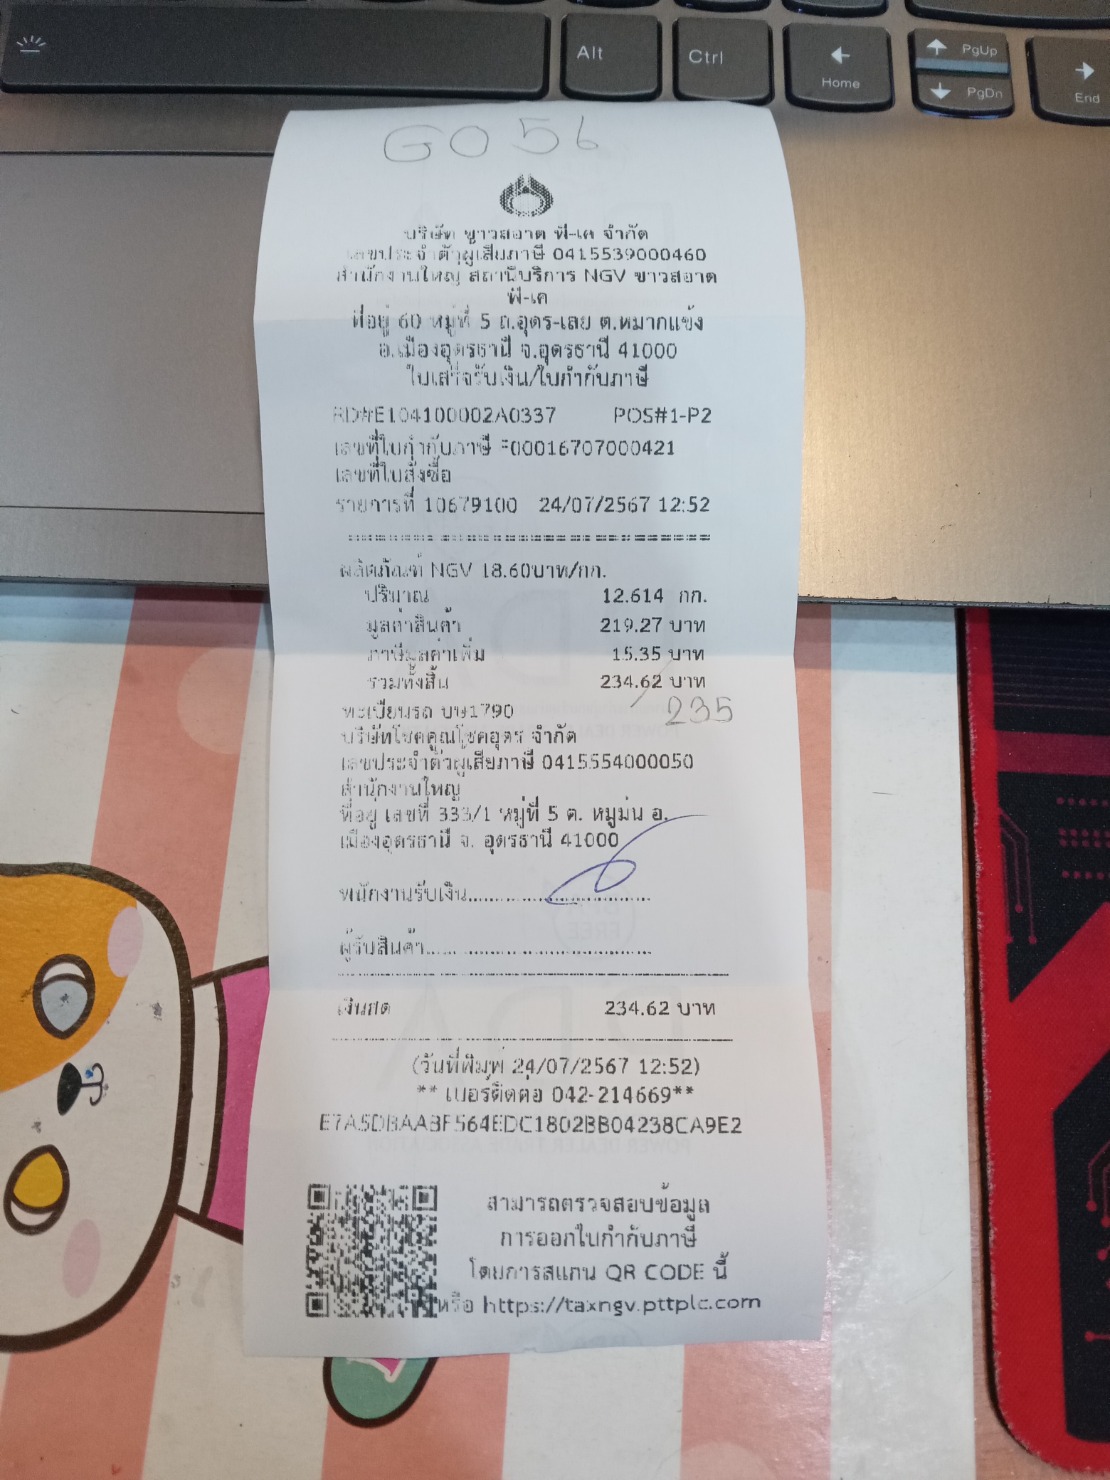 Alt
Ctrl
Home
PgUp
PgDn
End
GO56
บริษัท ขาวสอาด พี-เค จำกัด
เลขประจำตัวผู้เสียภาษี 0415539000460
สำนักงานใหญ่ สถานีบริการ NGV ขาวสอาด
พี-เค
ที่อยู่ 60 หมู่ที่ 5 ถ.อุดร-เลย ต.หมากแข้ง
อ.เมืองอุดรธานี จ.อุดรธานี 41000
ใบเสร็จรับเงิน/ใบกำกับภาษี
RD#E104100002A0337 POS#1-P2
เลขที่ใบกำกับภาษี F00016707000421
เลขที่ใบสั่งซื้อ
รายการที่ 10679100 24/07/2567 12:52
ผลิตภัณฑ์ NGV 18.60บาท/กก.
ปริมาณ 12.614 กก.
มูลค่าสินค้า 219.27 บาท
ภาษีมูลค่าเพิ่ม 15.35 บาท
รวมทั้งสิ้น 234.62 บาท
ทะเบียนรถ บษ1790 235
บริษัทโชคคูณโชคอุดร จำกัด
เลขประจำตัวผู้เสียภาษี 0415554000050
สำนักงานใหญ่
ที่อยู่ เลขที่ 333/1 หมู่ที่ 5 ต. หมูม่น อ.
เมืองอุดรธานี จ. อุดรธานี 41000
พนักงานรับเงิน..............................
ผู้รับสินค้า....................................
เงินสด 234.62 บาท
(วันที่พิมพ์ 24/07/2567 12:52)
** เบอร์ติดต่อ 042-214669**
สามารถตรวจสอบข้อมูล
การออกใบกำกับภาษี
โดยการสแกน QR CODE นี้
หรือ https://taxngv.pttplc.com